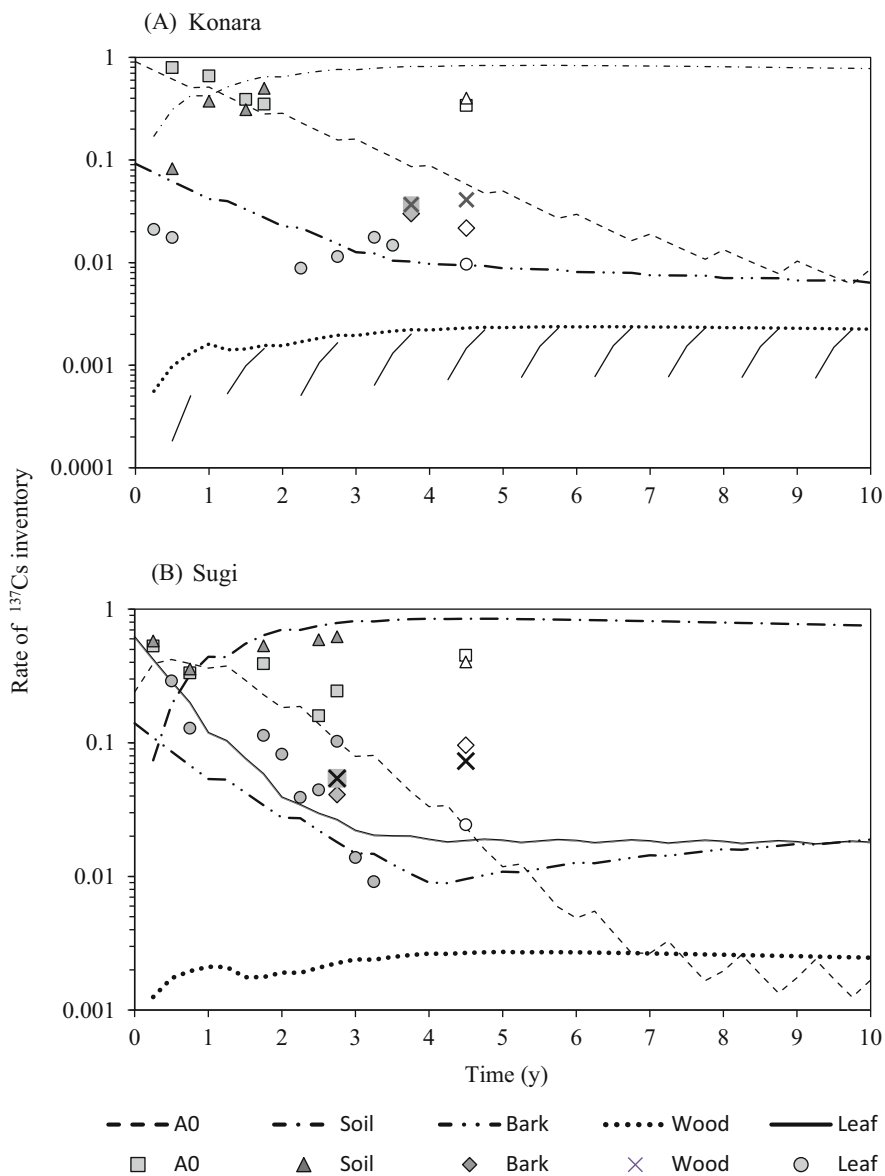 (A) Konara
1
0.1
0.01
0.001
0.0001
0 1 2 3 4 5 6 7 8 9 10
Rate of ¹³⁷Cs inventory
(B) Sugi
1
0.1
0.01
0.001
0 1 2 3 4 5 6 7 8 9 10
Time (y)
A0 Soil Bark Wood Leaf
A0 Soil Bark Wood Leaf